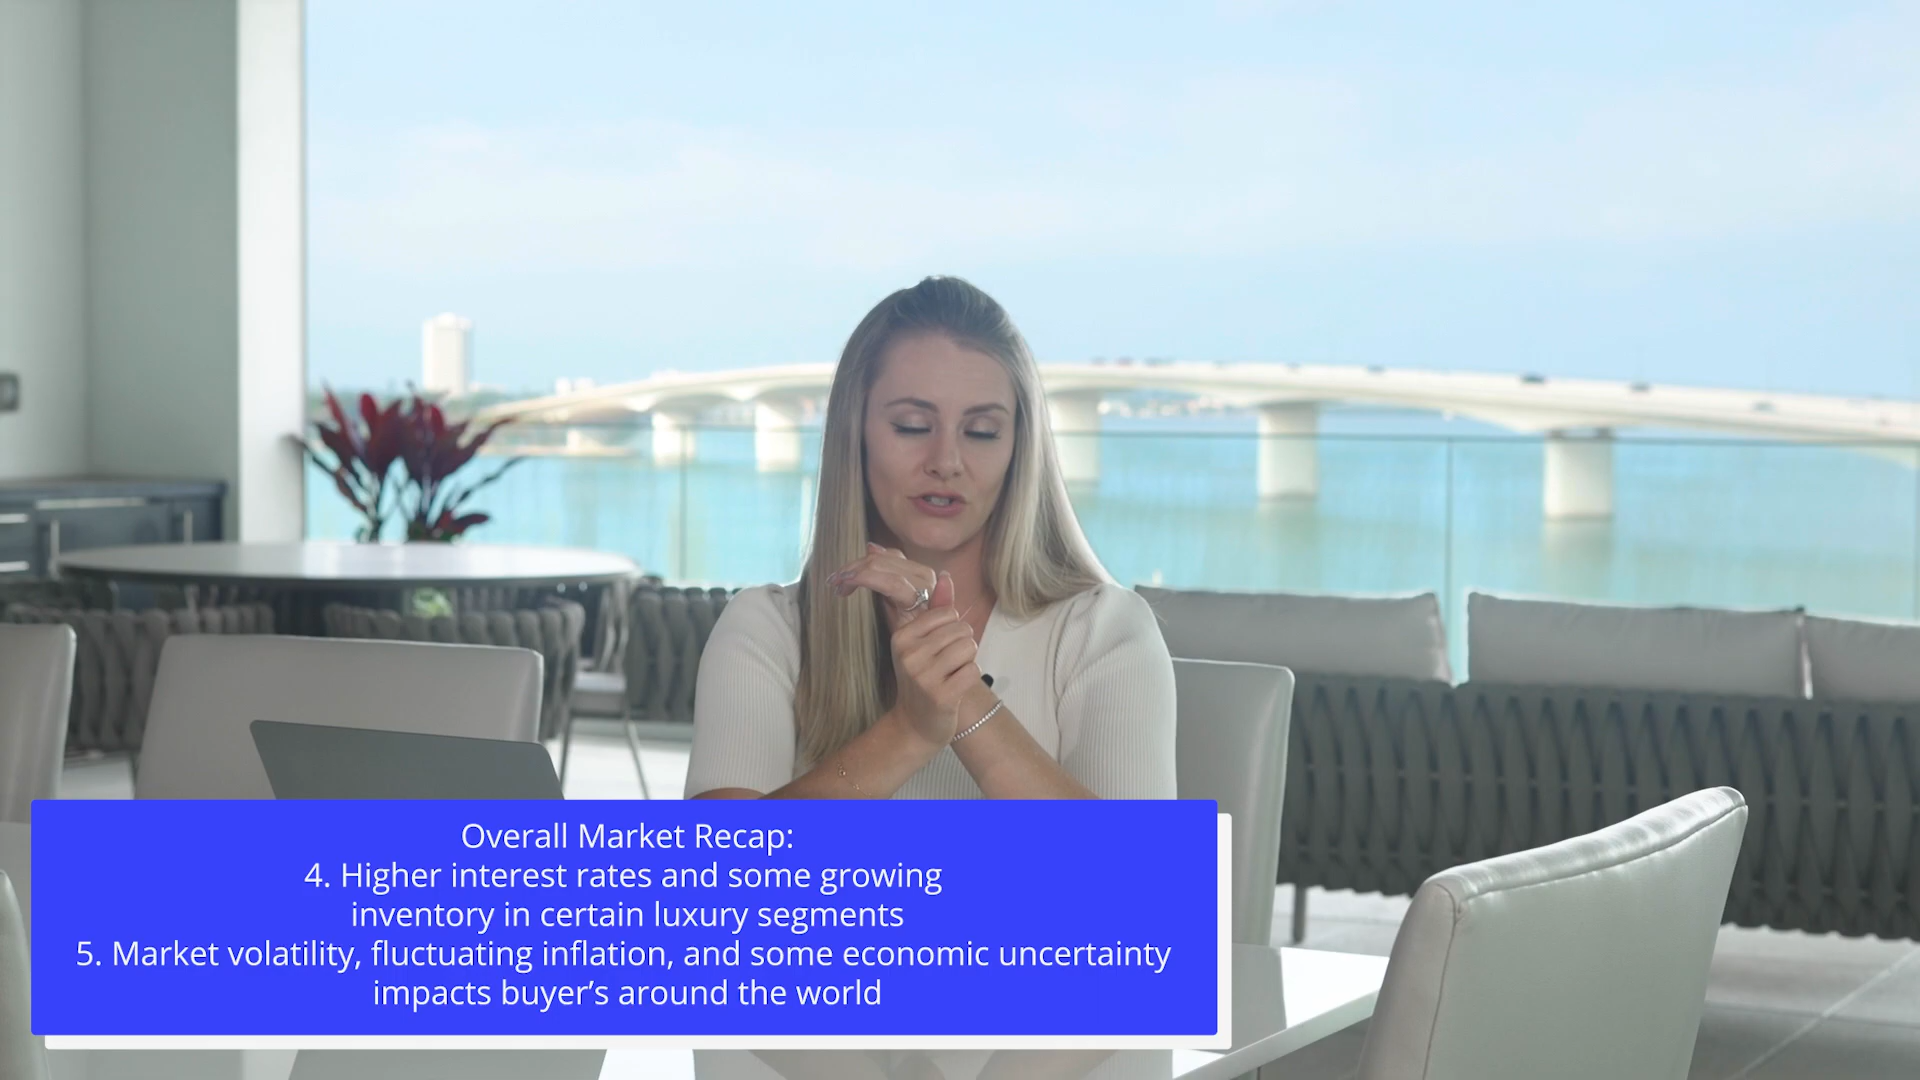 Overall Market Recap:
4. Higher interest rates and some growing
inventory in certain luxury segments
5. Market volatility, fluctuating inflation, and some economic uncertainty
impacts buyer’s around the world